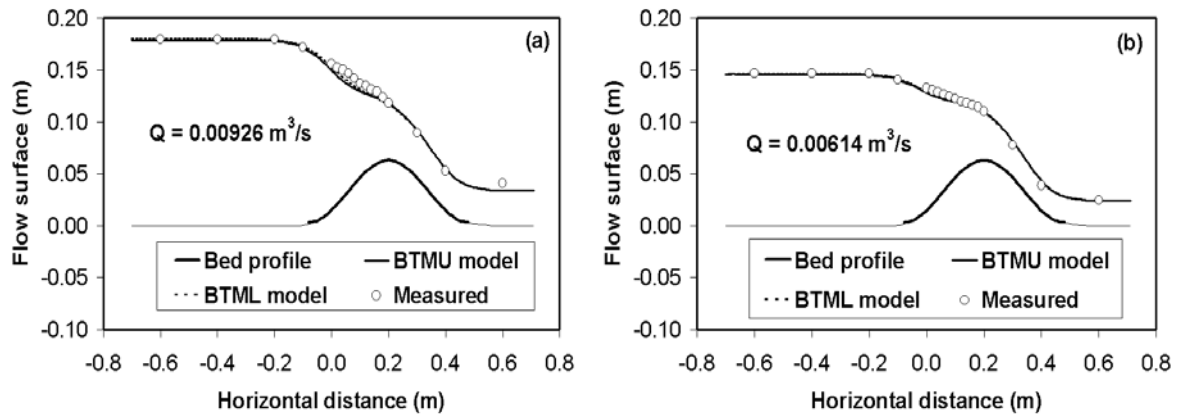 0.20
0.15
0.10
0.05
0.00
-0.05
-0.10
Flow surface (m)
(a)
Q = 0.00926 m³/s
Bed profile
BTMU model
BTML model
Measured
-0.8 -0.6 -0.4 -0.2 0.0 0.2 0.4 0.6 0.8
Horizontal distance (m)
0.20
0.15
0.10
0.05
0.00
-0.05
-0.10
Flow surface (m)
(b)
Q = 0.00614 m³/s
Bed profile
BTMU model
BTML model
Measured
-0.8 -0.6 -0.4 -0.2 0.0 0.2 0.4 0.6 0.8
Horizontal distance (m)